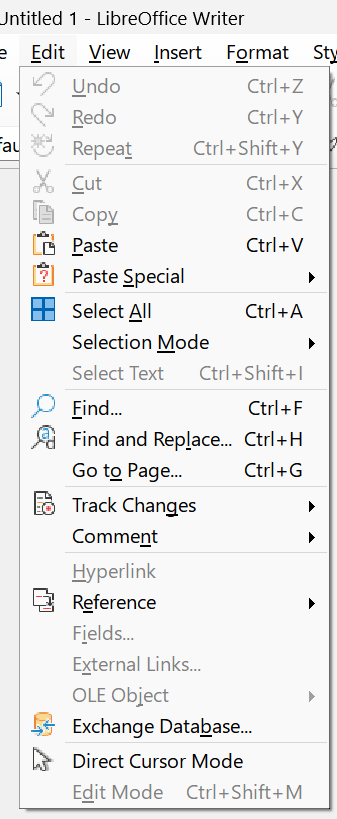 Untitled 1 - LibreOffice Writer
e Edit View Insert Format Sty
Undo Ctrl+Z
Redo Ctrl+Y
fau Repeat Ctrl+Shift+Y
Cut Ctrl+X
Copy Ctrl+C
Paste Ctrl+V
Paste Special
Select All Ctrl+A
Selection Mode
Select Text Ctrl+Shift+I
Find... Ctrl+F
Find and Replace... Ctrl+H
Go to Page... Ctrl+G
Track Changes
Comment
Hyperlink
Reference
Fields...
External Links...
OLE Object
Exchange Database...
Direct Cursor Mode
Edit Mode Ctrl+Shift+M